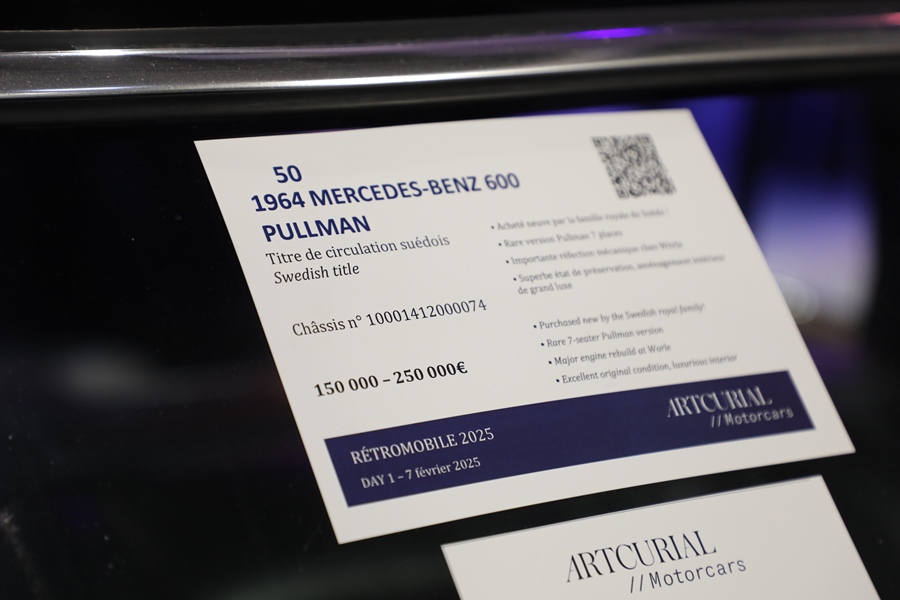 50
1964 MERCEDES-BENZ 600
PULLMAN
Titre de circulation suédois
Swedish title
Châssis n° 10001412000074
150 000 – 250 000€
• Acheté neuve par la famille royale de Suède !
• Rare version Pullman 7 places
• Importante réfection mécanique chez Worle
• Superbe état de préservation, aménagement intérieur
de grand luxe
• Purchased new by the Swedish royal family!
• Rare 7-seater Pullman version
• Major engine rebuild at Worle
• Excellent original condition, luxurious interior
RÉTROMOBILE 2025
DAY 1 – 7 février 2025
ARTCURIAL
//Motorcars
ARTCURIAL
//Motorcars